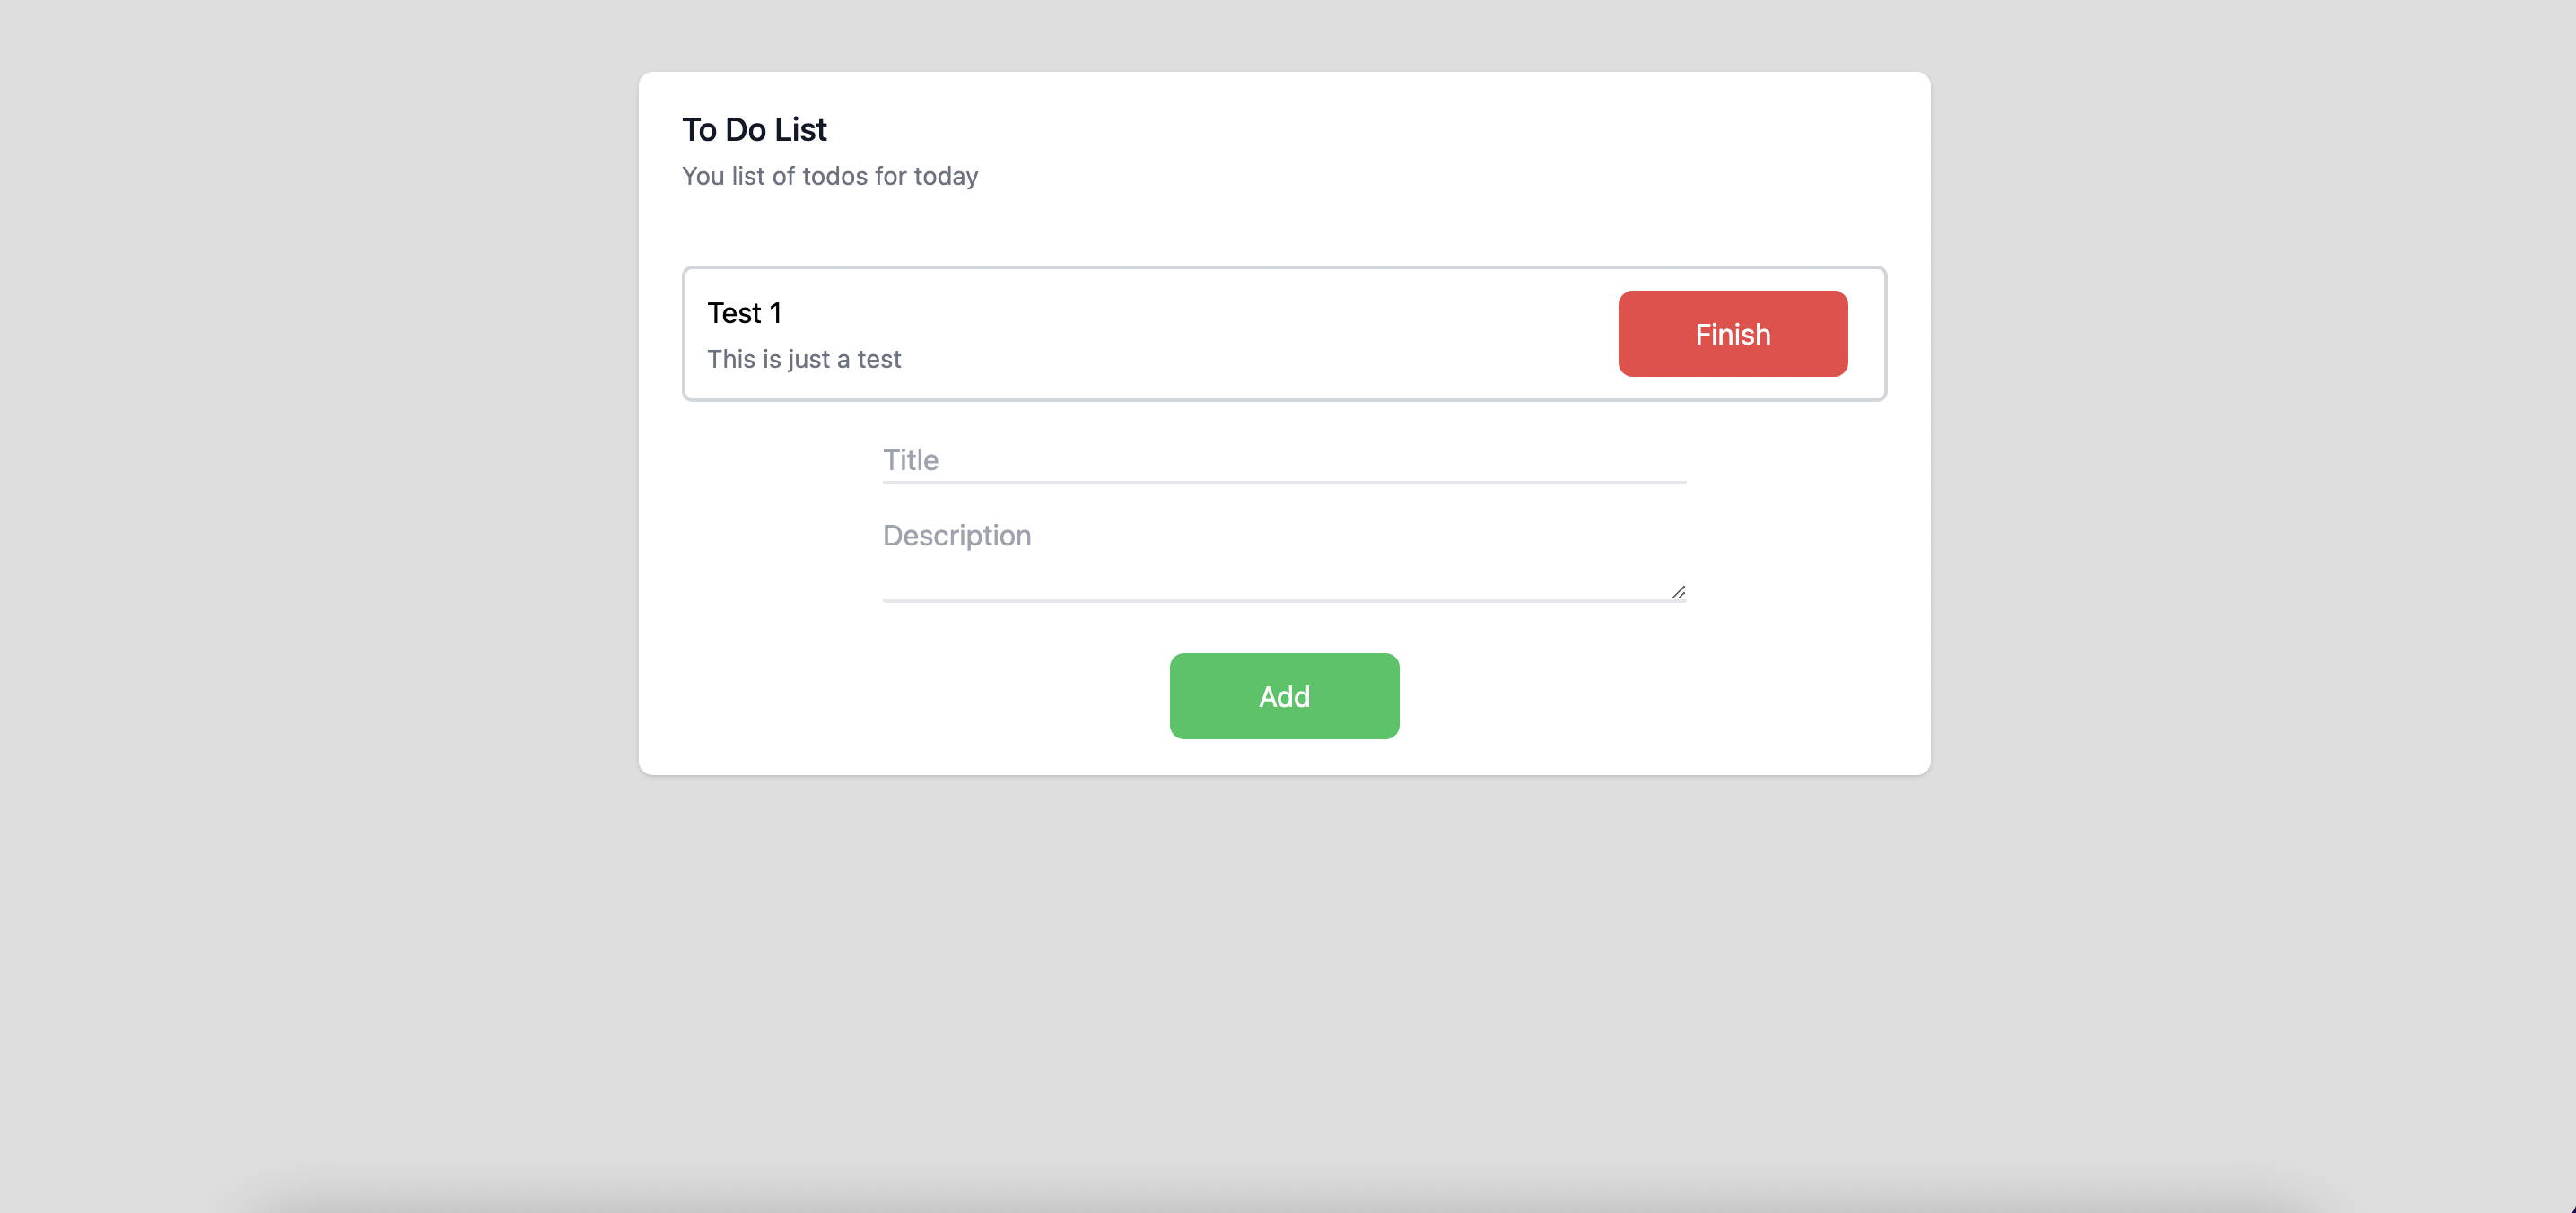 To Do List
You list of todos for today
Test 1
Finish
This is just a test
Title
Description
Add